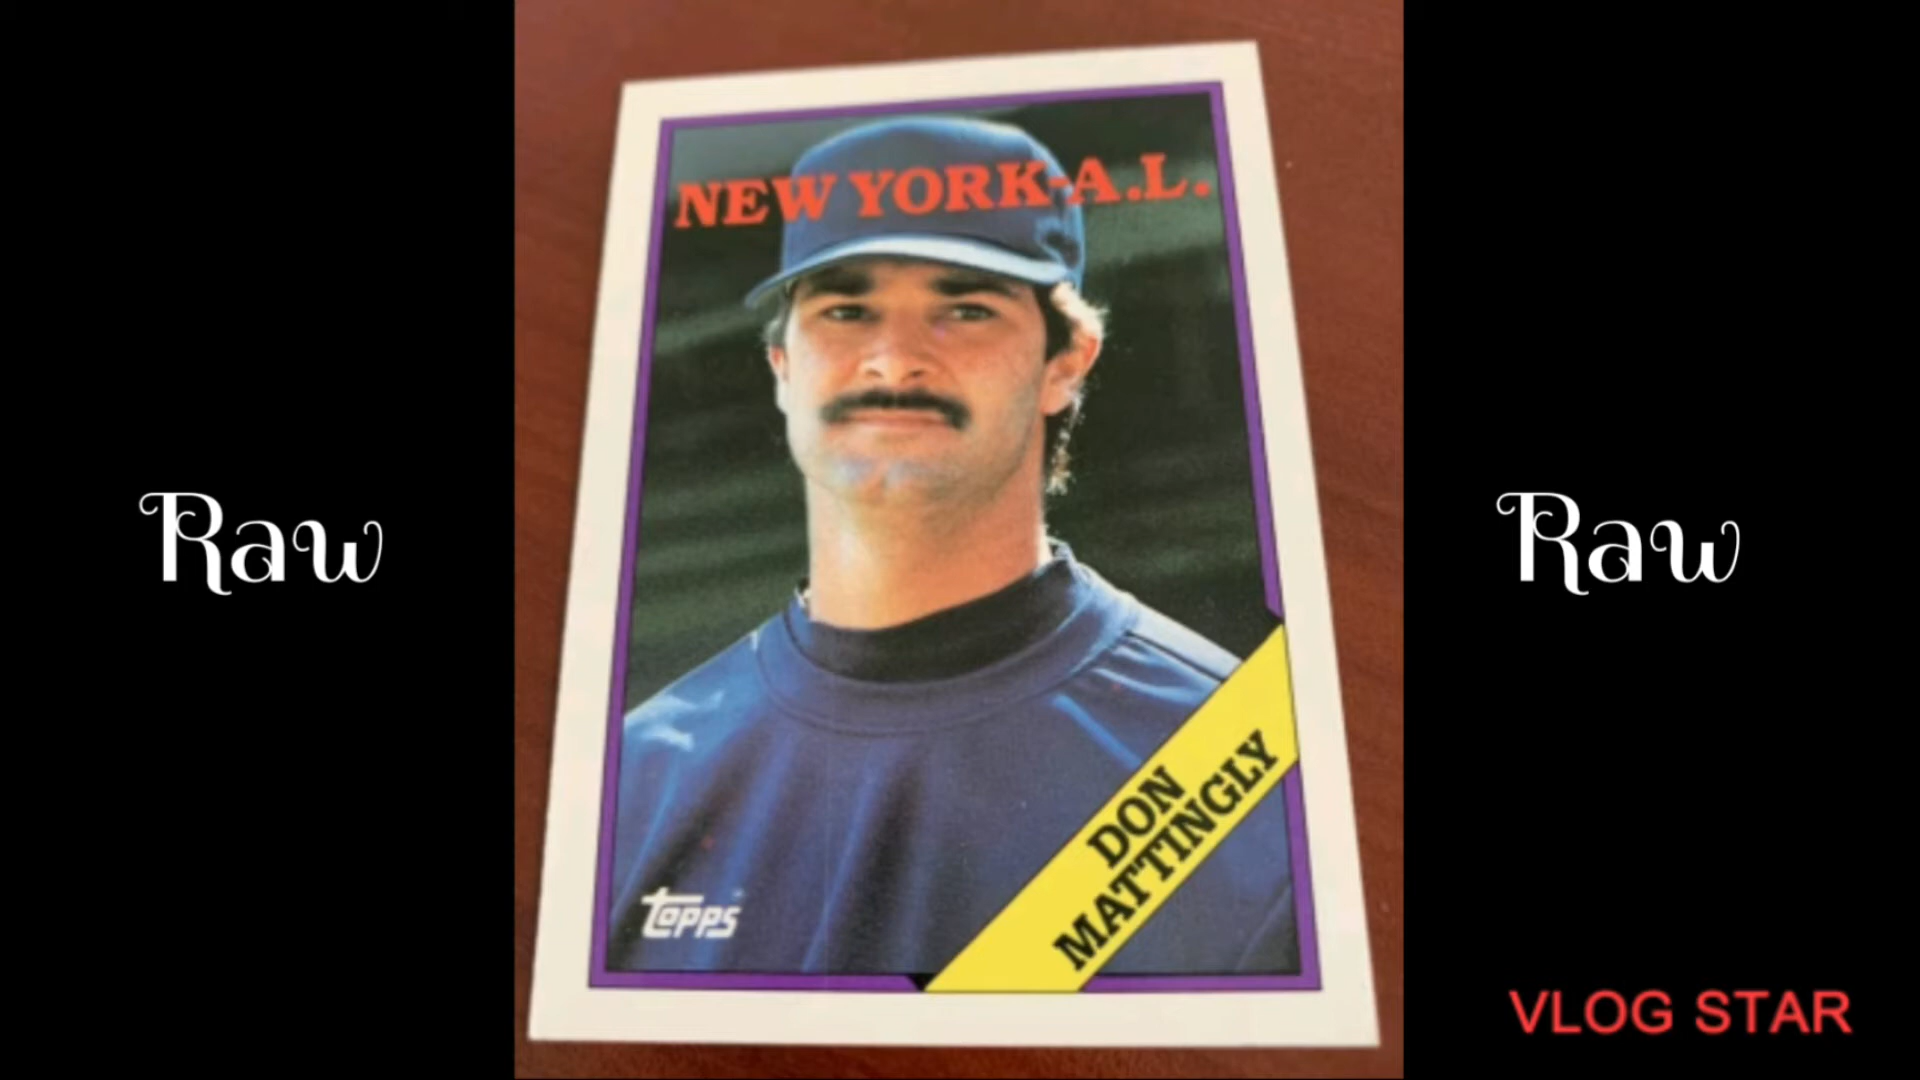 NEW YORK-A.L.
Raw
Raw
DON
MATTINGLY
topps
VLOG STAR